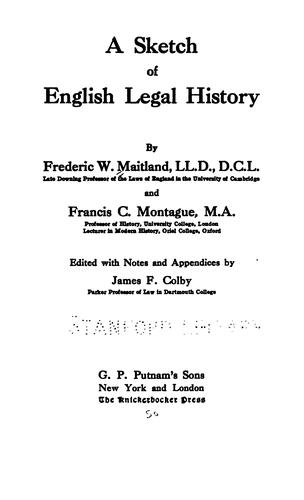 A Sketch
of
English Legal History
By
Frederic W. Maitland, LL.D., D.C.L.
Late Downing Professor of the Laws of England in the University of Cambridge
and
Francis C. Montague, M.A.
Professor of History, University College, London
Lecturer in Modern History, Oriel College, Oxford
Edited with Notes and Appendices by
James F. Colby
Parker Professor of Law in Dartmouth College
STANFORD LIBRARY
G. P. Putnam's Sons
New York and London
The Knickerbocker Press